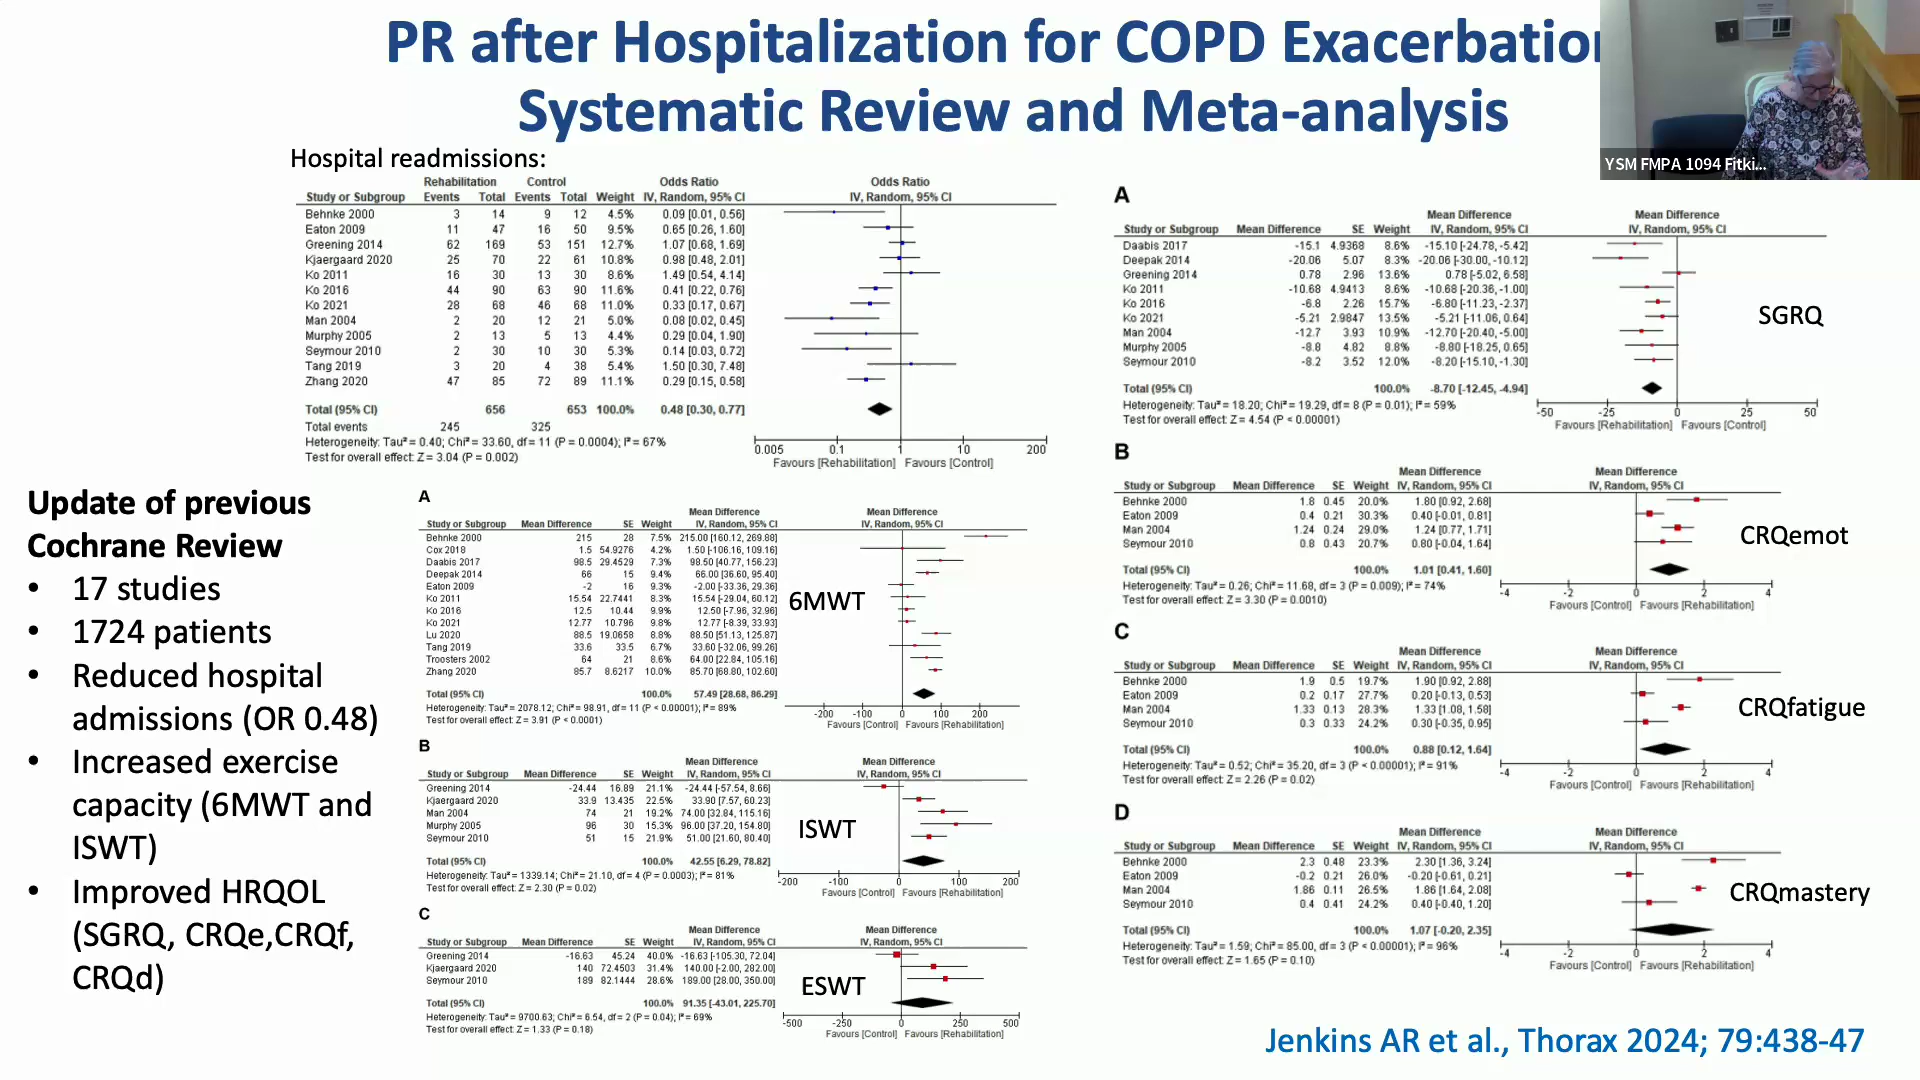 PR after Hospitalization for COPD Exacerbation
Systematic Review and Meta-analysis
YSM FMPA 1094 Fitki...
Hospital readmissions:
Rehabilitation Control Odds Ratio Odds Ratio
Study or Subgroup Events Total Events Total Weight IV, Random, 95% CI IV, Random, 95% CI
Behnke 2000 3 14 9 12 4.5% 0.09 [0.01, 0.56]
Eaton 2009 11 47 16 50 9.5% 0.65 [0.26, 1.60]
Greening 2014 62 169 53 151 12.7% 1.07 [0.68, 1.69]
Kjaergaard 2020 25 70 22 61 10.8% 0.98 [0.48, 2.01]
Ko 2011 16 30 13 30 8.6% 1.49 [0.54, 4.14]
Ko 2016 44 90 63 90 11.6% 0.41 [0.22, 0.76]
Ko 2021 28 68 46 68 11.0% 0.33 [0.17, 0.67]
Man 2004 2 20 12 21 5.0% 0.08 [0.02, 0.45]
Murphy 2005 2 13 5 13 4.7% 0.29 [0.04, 1.90]
Seymour 2010 2 30 10 30 5.3% 0.14 [0.03, 0.72]
Tang 2019 3 20 4 38 5.4% 1.50 [0.30, 7.48]
Zhang 2020 47 85 72 89 11.1% 0.29 [0.15, 0.58]
Total (95% CI) 656 653 100.0% 0.48 [0.30, 0.77]
Total events 245 325
Heterogeneity: Tau² = 0.40; Chi² = 33.60, df = 11 (P = 0.0004); I² = 67%
Test for overall effect: Z = 3.04 (P = 0.002)
0.005 0.1 1 10 200
Favours [Rehabilitation] Favours [Control]
Update of previous
Cochrane Review
• 17 studies
• 1724 patients
• Reduced hospital
admissions (OR 0.48)
• Increased exercise
capacity (6MWT and
ISWT)
• Improved HRQOL
(SGRQ, CRQe,CRQf,
CRQd)
A
Mean Difference Mean Difference
Study or Subgroup Mean Difference SE Weight IV, Random, 95% CI IV, Random, 95% CI
Behnke 2000 215 28 7.5% 215.00 [160.12, 269.88]
Cox 2018 1.5 54.9276 4.2% 1.50 [-106.16, 109.16]
Daabis 2017 98.5 29.4529 7.3% 98.50 [40.77, 156.23]
Deepak 2014 66 15 9.4% 66.00 [36.60, 95.40]
Eaton 2009 -2 16 9.3% -2.00 [-33.36, 29.36]
Ko 2011 15.54 22.7441 8.3% 15.54 [-29.04, 60.12]
Ko 2016 12.5 10.44 9.9% 12.50 [-7.96, 32.96]
Ko 2021 12.77 10.796 9.8% 12.77 [-8.39, 33.93]
Lu 2020 88.5 19.0658 8.8% 88.50 [51.13, 125.87]
Tang 2019 33.6 33.5 6.7% 33.60 [-32.06, 99.26]
Troosters 2002 64 21 8.6% 64.00 [22.84, 105.16]
Zhang 2020 85.7 8.6217 10.0% 85.70 [68.80, 102.60]
Total (95% CI) 100.0% 57.49 [28.68, 86.29]
Heterogeneity: Tau² = 2078.12; Chi² = 98.91, df = 11 (P < 0.00001); I² = 89%
Test for overall effect: Z = 3.91 (P < 0.0001)
-200 -100 0 100 200
Favours [Control] Favours [Rehabilitation]
6MWT
B
Mean Difference Mean Difference
Study or Subgroup Mean Difference SE Weight IV, Random, 95% CI IV, Random, 95% CI
Greening 2014 -24.44 16.89 21.1% -24.44 [-57.54, 8.66]
Kjaergaard 2020 33.9 13.435 22.5% 33.90 [7.57, 60.23]
Man 2004 74 21 19.2% 74.00 [32.84, 115.16]
Murphy 2005 96 30 15.3% 96.00 [37.20, 154.80]
Seymour 2010 51 15 21.9% 51.00 [21.60, 80.40]
Total (95% CI) 100.0% 42.55 [6.29, 78.82]
Heterogeneity: Tau² = 1339.14; Chi² = 21.10, df = 4 (P = 0.0003); I² = 81%
Test for overall effect: Z = 2.30 (P = 0.02)
-200 -100 0 100 200
Favours [Control] Favours [Rehabilitation]
ISWT
C
Mean Difference Mean Difference
Study or Subgroup Mean Difference SE Weight IV, Random, 95% CI IV, Random, 95% CI
Greening 2014 -16.63 45.24 40.0% -16.63 [-105.30, 72.04]
Kjaergaard 2020 140 72.4503 31.4% 140.00 [-2.00, 282.00]
Seymour 2010 189 82.1444 28.6% 189.00 [28.00, 350.00]
Total (95% CI) 100.0% 91.35 [-43.01, 225.70]
Heterogeneity: Tau² = 9700.63; Chi² = 6.54, df = 2 (P = 0.04); I² = 69%
Test for overall effect: Z = 1.33 (P = 0.18)
-500 -250 0 250 500
Favours [Control] Favours [Rehabilitation]
ESWT
A
Mean Difference Mean Difference
Study or Subgroup Mean Difference SE Weight IV, Random, 95% CI IV, Random, 95% CI
Daabis 2017 -15.1 4.9368 8.6% -15.10 [-24.78, -5.42]
Deepak 2014 -20.06 5.07 8.3% -20.06 [-30.00, -10.12]
Greening 2014 0.78 2.96 13.6% 0.78 [-5.02, 6.58]
Ko 2011 -10.68 4.9413 8.6% -10.68 [-20.36, -1.00]
Ko 2016 -6.8 2.26 15.7% -6.80 [-11.23, -2.37]
Ko 2021 -5.21 2.9847 13.5% -5.21 [-11.06, 0.64]
Man 2004 -12.7 3.93 10.9% -12.70 [-20.40, -5.00]
Murphy 2005 -8.8 4.82 8.8% -8.80 [-18.25, 0.65]
Seymour 2010 -8.2 3.52 12.0% -8.20 [-15.10, -1.30]
Total (95% CI) 100.0% -8.70 [-12.45, -4.94]
Heterogeneity: Tau² = 18.20; Chi² = 19.29, df = 8 (P = 0.01); I² = 59%
Test for overall effect: Z = 4.54 (P < 0.00001)
-50 -25 0 25 50
Favours [Rehabilitation] Favours [Control]
SGRQ
B
Mean Difference Mean Difference
Study or Subgroup Mean Difference SE Weight IV, Random, 95% CI IV, Random, 95% CI
Behnke 2000 1.8 0.45 20.0% 1.80 [0.92, 2.68]
Eaton 2009 0.4 0.21 30.3% 0.40 [-0.01, 0.81]
Man 2004 1.24 0.24 29.0% 1.24 [0.77, 1.71]
Seymour 2010 0.8 0.43 20.7% 0.80 [-0.04, 1.64]
Total (95% CI) 100.0% 1.01 [0.41, 1.60]
Heterogeneity: Tau² = 0.26; Chi² = 11.68, df = 3 (P = 0.009); I² = 74%
Test for overall effect: Z = 3.30 (P = 0.0010)
-4 -2 0 2 4
Favours [Control] Favours [Rehabilitation]
CRQemot
C
Mean Difference Mean Difference
Study or Subgroup Mean Difference SE Weight IV, Random, 95% CI IV, Random, 95% CI
Behnke 2000 1.9 0.5 19.7% 1.90 [0.92, 2.88]
Eaton 2009 0.2 0.17 27.7% 0.20 [-0.13, 0.53]
Man 2004 1.33 0.13 28.3% 1.33 [1.08, 1.58]
Seymour 2010 0.3 0.33 24.2% 0.30 [-0.35, 0.95]
Total (95% CI) 100.0% 0.88 [0.12, 1.64]
Heterogeneity: Tau² = 0.52; Chi² = 35.20, df = 3 (P < 0.00001); I² = 91%
Test for overall effect: Z = 2.26 (P = 0.02)
-4 -2 0 2 4
Favours [Control] Favours [Rehabilitation]
CRQfatigue
D
Mean Difference Mean Difference
Study or Subgroup Mean Difference SE Weight IV, Random, 95% CI IV, Random, 95% CI
Behnke 2000 2.3 0.48 23.3% 2.30 [1.36, 3.24]
Eaton 2009 -0.2 0.21 26.0% -0.20 [-0.61, 0.21]
Man 2004 1.86 0.11 26.5% 1.86 [1.64, 2.08]
Seymour 2010 0.4 0.41 24.2% 0.40 [-0.40, 1.20]
Total (95% CI) 100.0% 1.07 [-0.20, 2.35]
Heterogeneity: Tau² = 1.59; Chi² = 85.00, df = 3 (P < 0.00001); I² = 96%
Test for overall effect: Z = 1.65 (P = 0.10)
-4 -2 0 2 4
Favours [Control] Favours [Rehabilitation]
CRQmastery
Jenkins AR et al., Thorax 2024; 79:438-47